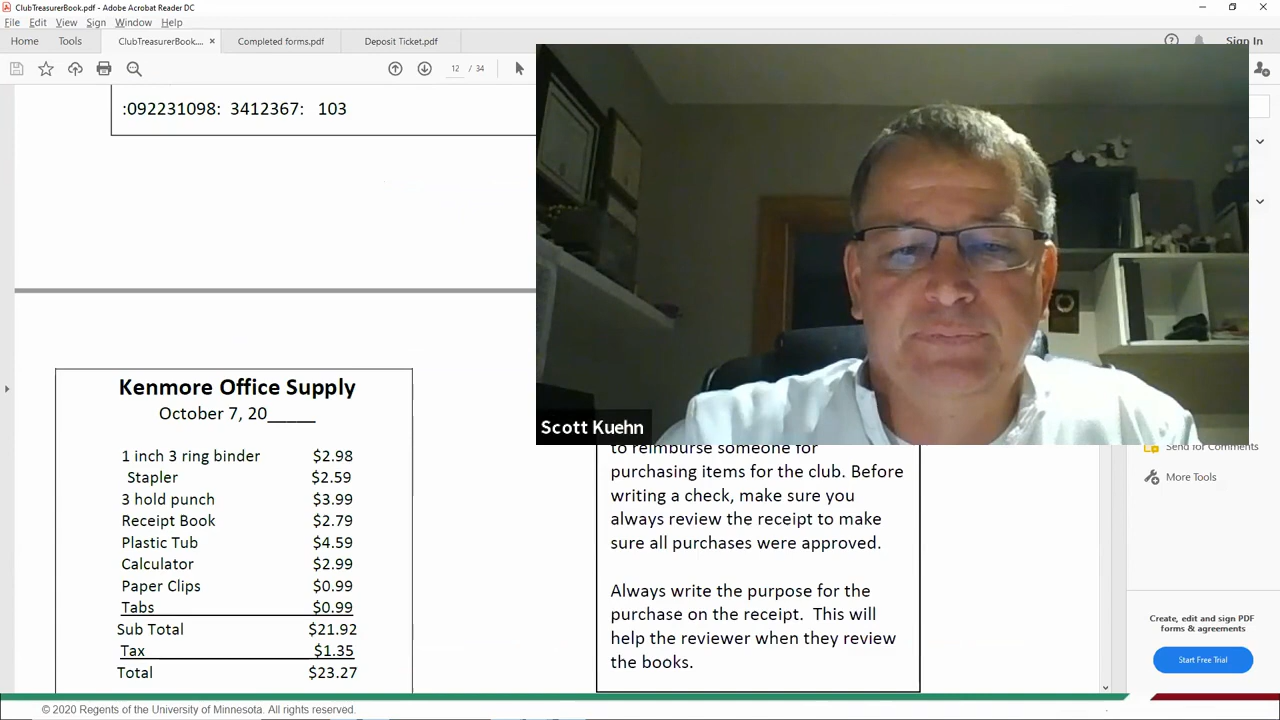 ClubTreasurerBook.pdf - Adobe Acrobat Reader DC
File Edit View Sign Window Help
Home Tools ClubTreasurerBook.... × Completed forms.pdf Deposit Ticket.pdf Sign In
12 / 34
:092231098: 3412367: 103
Scott Kuehn
Kenmore Office Supply
October 7, 20_____
1 inch 3 ring binder $2.98
Stapler $2.59
3 hold punch $3.99
Receipt Book $2.79
Plastic Tub $4.59
Calculator $2.99
Paper Clips $0.99
Tabs $0.99
Sub Total $21.92
Tax $1.35
Total $23.27
to reimburse someone for
purchasing items for the club. Before
writing a check, make sure you
always review the receipt to make
sure all purchases were approved.
Always write the purpose for the
purchase on the receipt. This will
help the reviewer when they review
the books.
Send for Comments
More Tools
Create, edit and sign PDF
forms & agreements
Start Free Trial
© 2020 Regents of the University of Minnesota. All rights reserved.